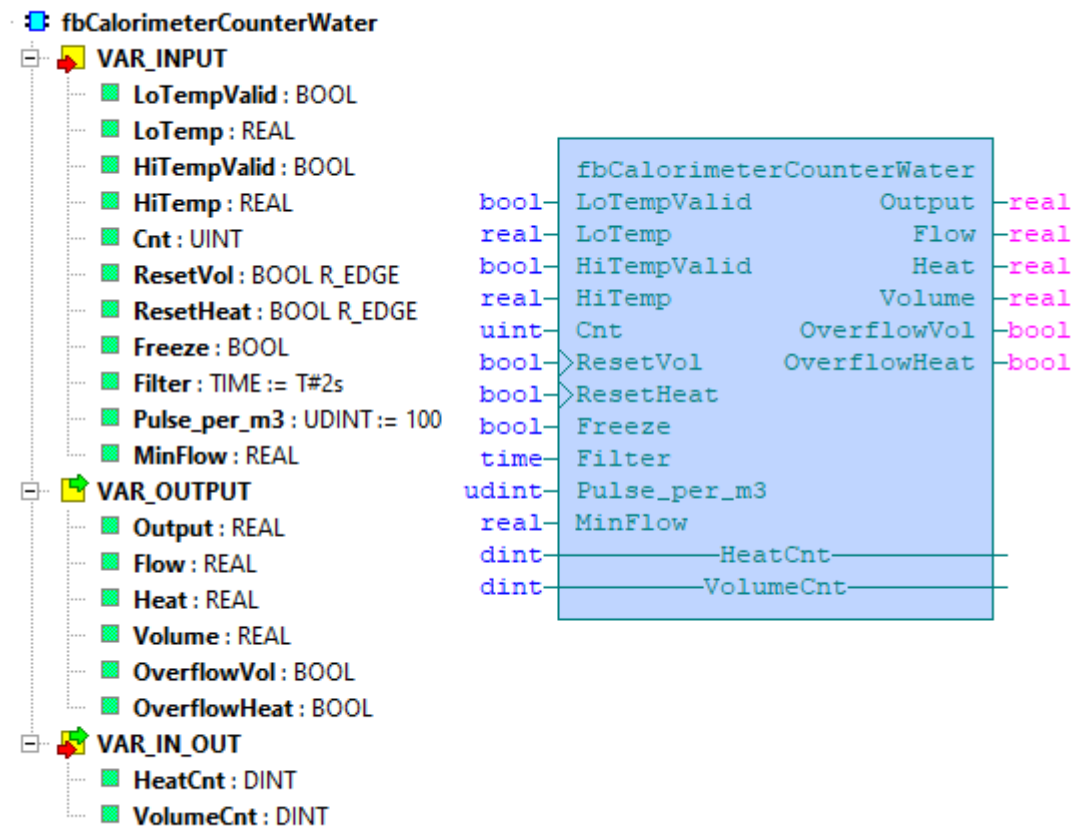 fbCalorimeterCounterWater
VAR_INPUT
LoTempValid : BOOL
LoTemp : REAL
HiTempValid : BOOL
HiTemp : REAL
Cnt : UINT
ResetVol : BOOL R_EDGE
ResetHeat : BOOL R_EDGE
Freeze : BOOL
Filter : TIME := T#2s
Pulse_per_m3 : UDINT := 100
MinFlow : REAL
VAR_OUTPUT
Output : REAL
Flow : REAL
Heat : REAL
Volume : REAL
OverflowVol : BOOL
OverflowHeat : BOOL
VAR_IN_OUT
HeatCnt : DINT
VolumeCnt : DINT
fbCalorimeterCounterWater
bool LoTempValid Output real
real LoTemp Flow real
bool HiTempValid Heat real
real HiTemp Volume real
uint Cnt OverflowVol bool
bool ResetVol OverflowHeat bool
bool ResetHeat
bool Freeze
time Filter
udint Pulse_per_m3
real MinFlow
dint HeatCnt
dint VolumeCnt